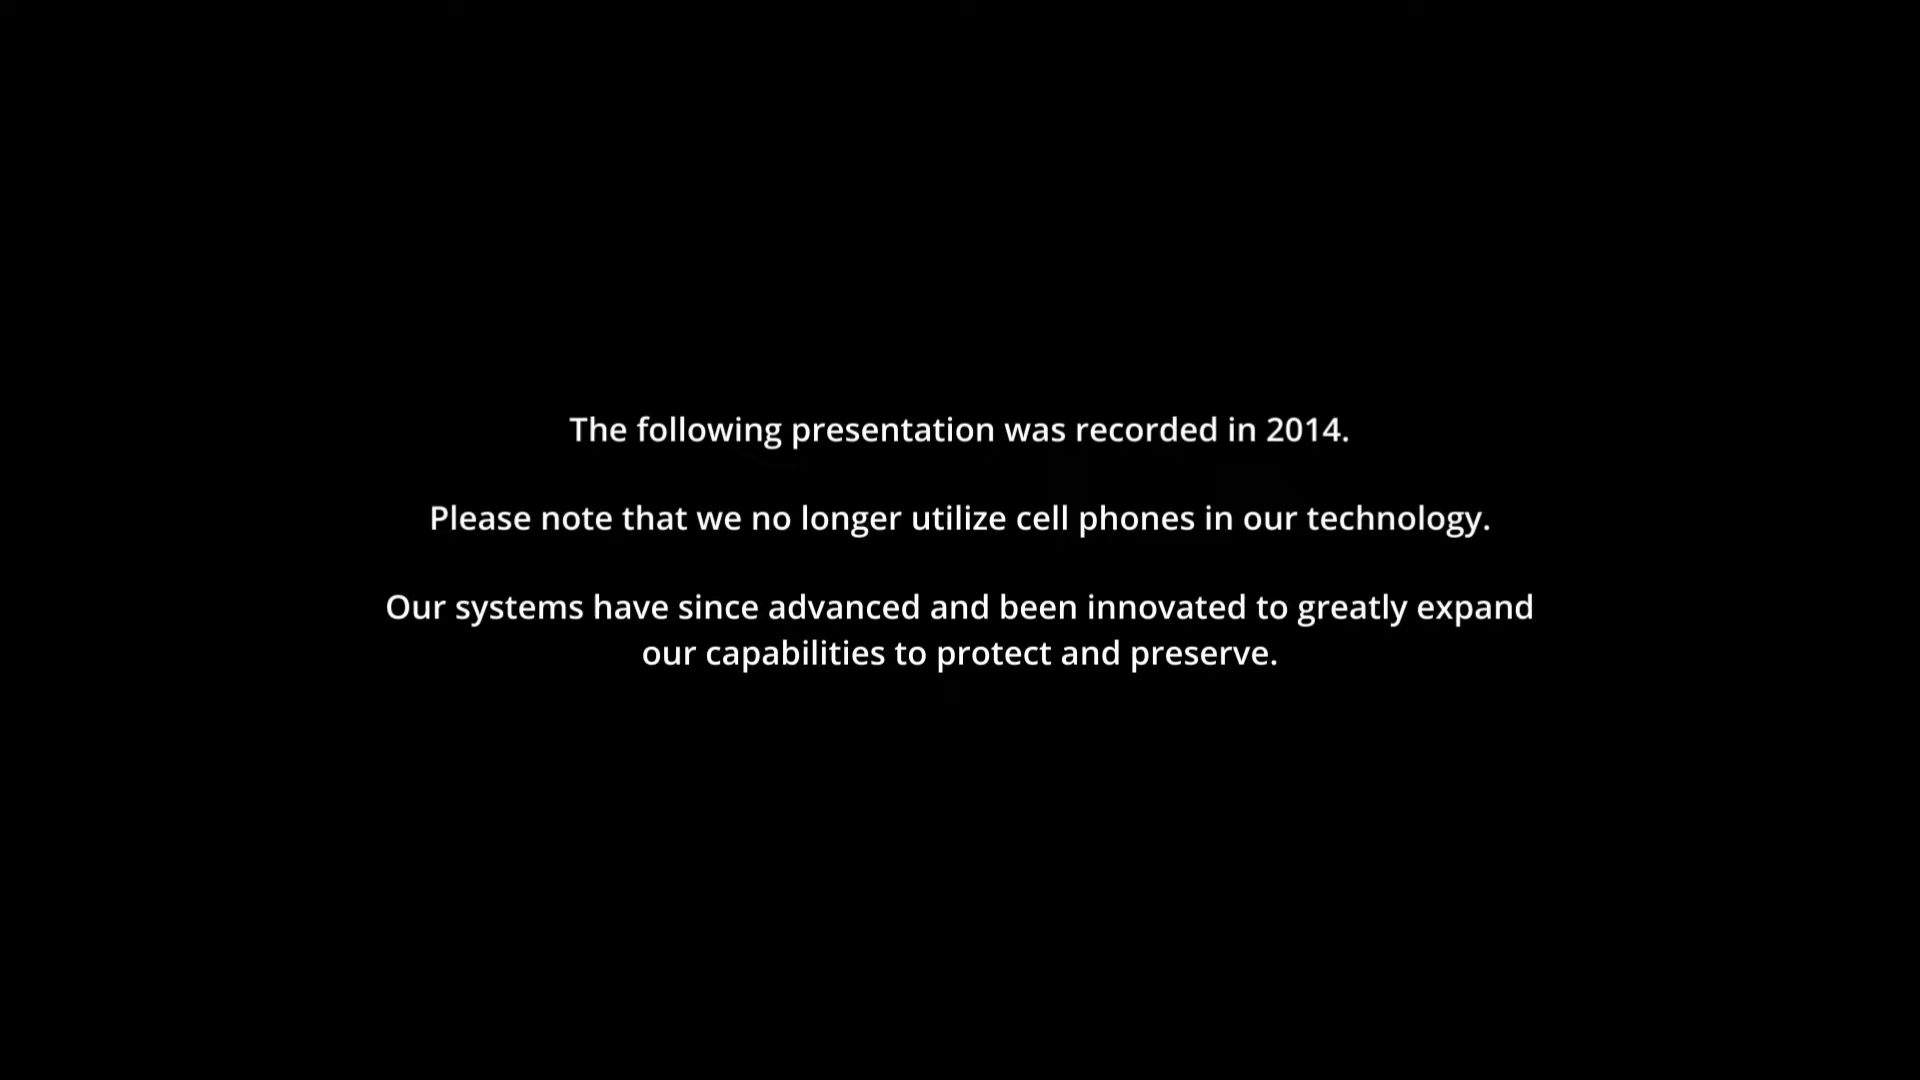 The following presentation was recorded in 2014.
Please note that we no longer utilize cell phones in our technology.
Our systems have since advanced and been innovated to greatly expand
our capabilities to protect and preserve.